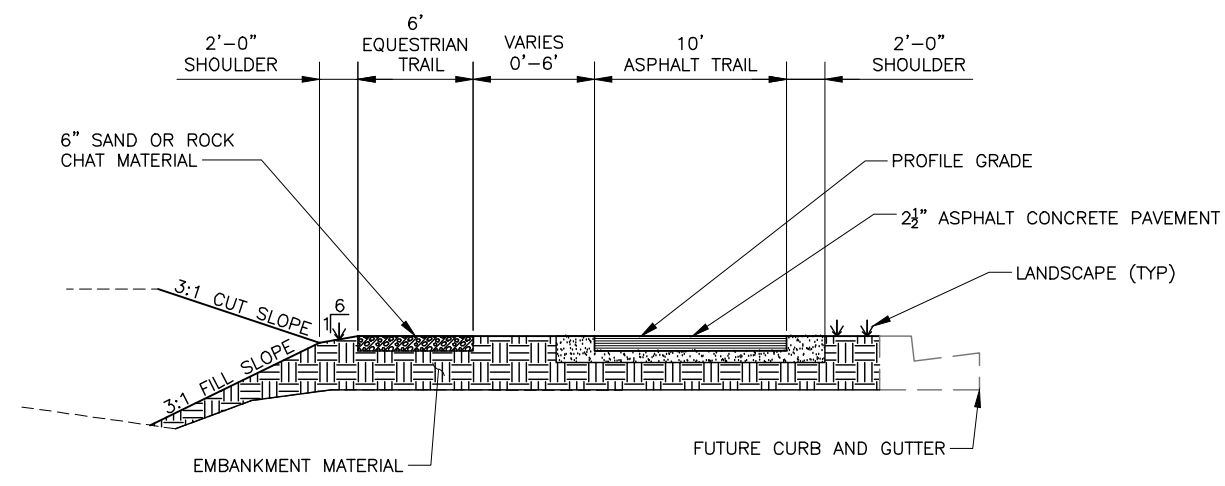 2'-0"
SHOULDER
6'
EQUESTRIAN
TRAIL
VARIES
0'-6'
10'
ASPHALT TRAIL
2'-0"
SHOULDER
6" SAND OR ROCK
CHAT MATERIAL
PROFILE GRADE
2½" ASPHALT CONCRETE PAVEMENT
LANDSCAPE (TYP)
3:1 CUT SLOPE
6
1
3:1 FILL SLOPE
FUTURE CURB AND GUTTER
EMBANKMENT MATERIAL